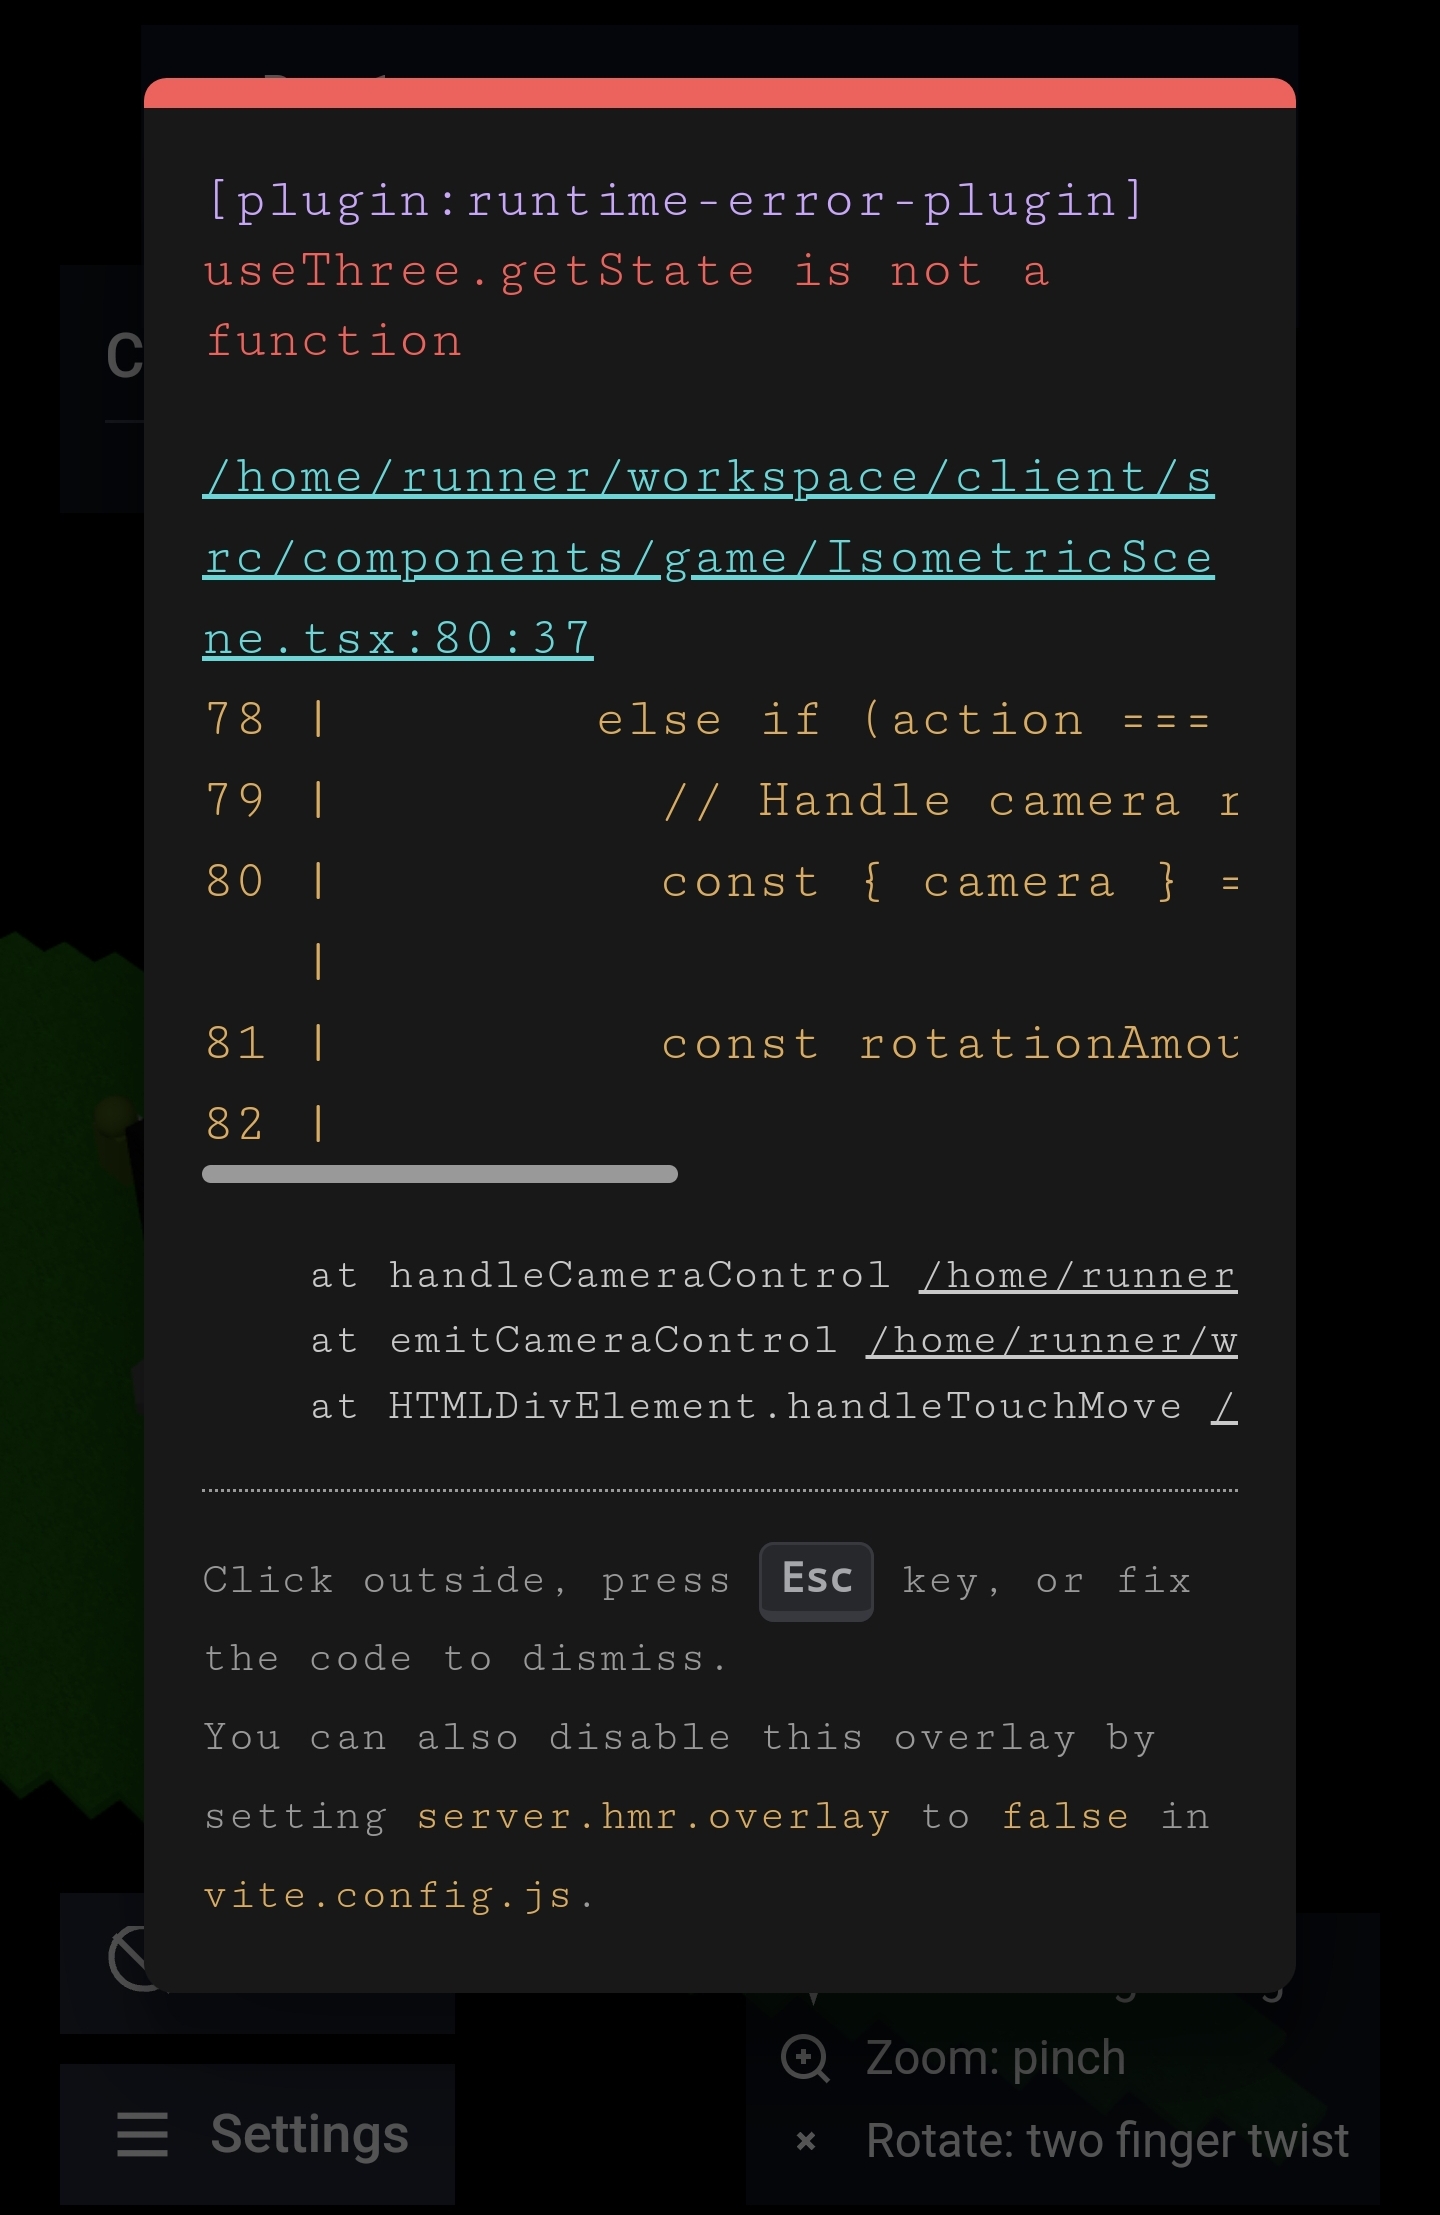 [plugin:runtime-error-plugin]
useThree.getState is not a
function
/home/runner/workspace/client/s
rc/components/game/IsometricSce
ne.tsx:80:37
78 |        else if (action ===
79 |          // Handle camera r
80 |          const { camera } =
|
81 |          const rotationAmou
82 |
at handleCameraControl /home/runner
at emitCameraControl /home/runner/w
at HTMLDivElement.handleTouchMove /
Click outside, press Esc key, or fix
the code to dismiss.
You can also disable this overlay by
setting server.hmr.overlay to false in
vite.config.js.
Zoom: pinch
Settings
Rotate: two finger twist